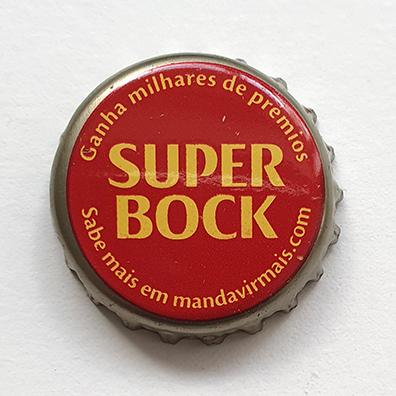 Ganha milhares de premios
SUPER
BOCK
Sabe mais em mandavirmais.com